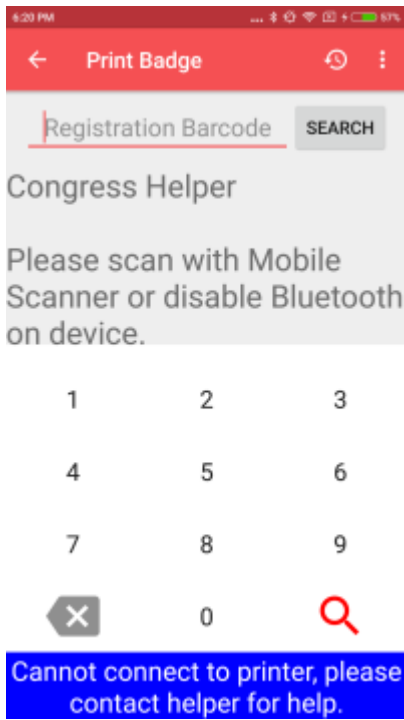 6:20 PM ... 57%
Print Badge
Registration Barcode SEARCH
Congress Helper
Please scan with Mobile
Scanner or disable Bluetooth
on device.
1 2 3
4 5 6
7 8 9
0
Cannot connect to printer, please
contact helper for help.